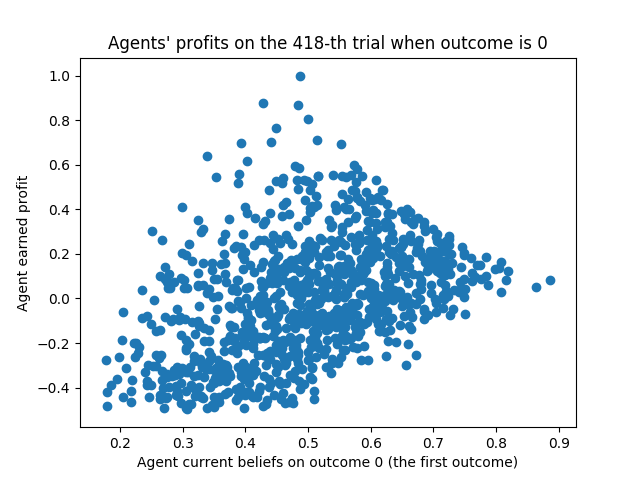 Agents' profits on the 418-th trial when outcome is 0
1.0
0.8
0.6
0.4
0.2
0.0
−0.2
−0.4
Agent earned profit
0.2 0.3 0.4 0.5 0.6 0.7 0.8 0.9
Agent current beliefs on outcome 0 (the first outcome)